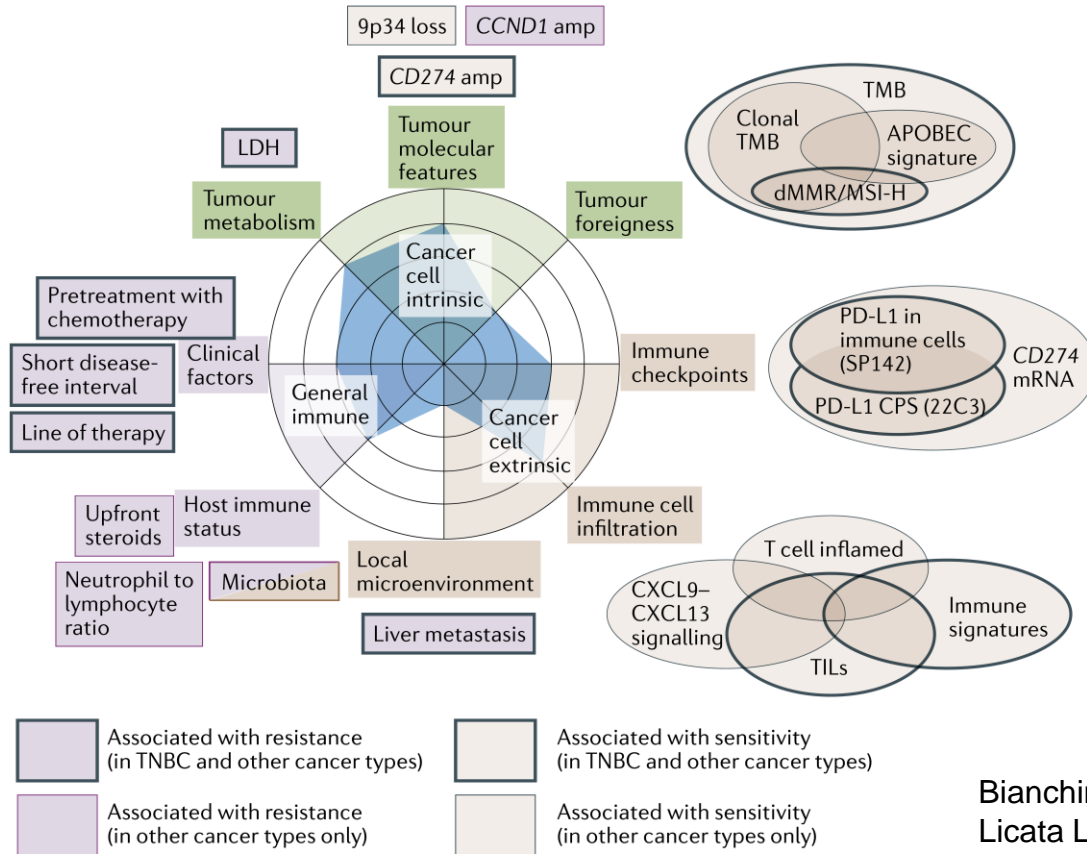 9p34 loss
CCND1 amp
CD274 amp
Tumour
molecular
features
LDH
Tumour
metabolism
Tumour
foreignness
Cancer
cell
intrinsic
TMB
Clonal
TMB
APOBEC
signature
dMMR/MSI-H
Pretreatment with
chemotherapy
Short disease-
free interval
Line of therapy
Clinical
factors
General
immune
Immune
checkpoints
Cancer
cell
extrinsic
PD-L1 in
immune cells
(SP142)
CD274
mRNA
PD-L1 CPS (22C3)
Upfront
steroids
Host immune
status
Neutrophil to
lymphocyte
ratio
Microbiota
Local
microenvironment
Liver metastasis
Immune cell
infiltration
T cell inflamed
CXCL9–
CXCL13
signalling
Immune
signatures
TILs
Associated with resistance
(in TNBC and other cancer types)
Associated with sensitivity
(in TNBC and other cancer types)
Associated with resistance
(in other cancer types only)
Associated with sensitivity
(in other cancer types only)
Bianchin
Licata L